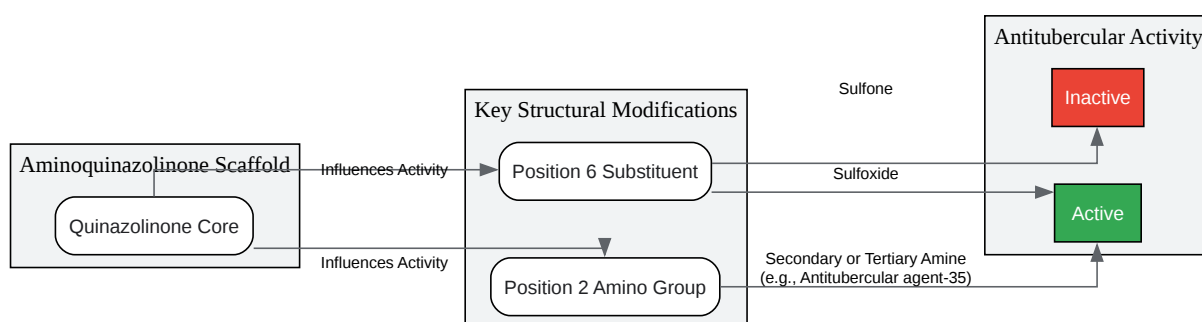 Antitubercular Activity
Inactive
Active
Sulfone
Sulfoxide
Key Structural Modifications
Position 6 Substituent
Position 2 Amino Group
Aminoquinazolinone Scaffold
Quinazolinone Core
Influences Activity
Influences Activity
Secondary or Tertiary Amine
(e.g., Antitubercular agent-35)